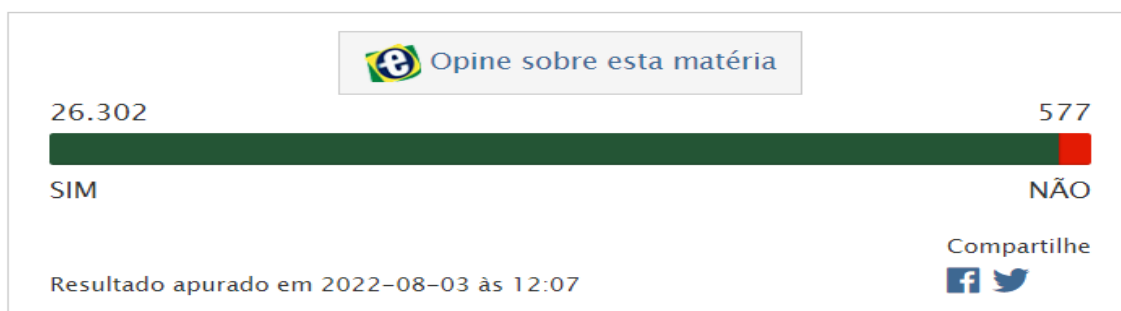 e Opine sobre esta matéria
26.302 577
SIM NÃO
Compartilhe
Resultado apurado em 2022-08-03 às 12:07